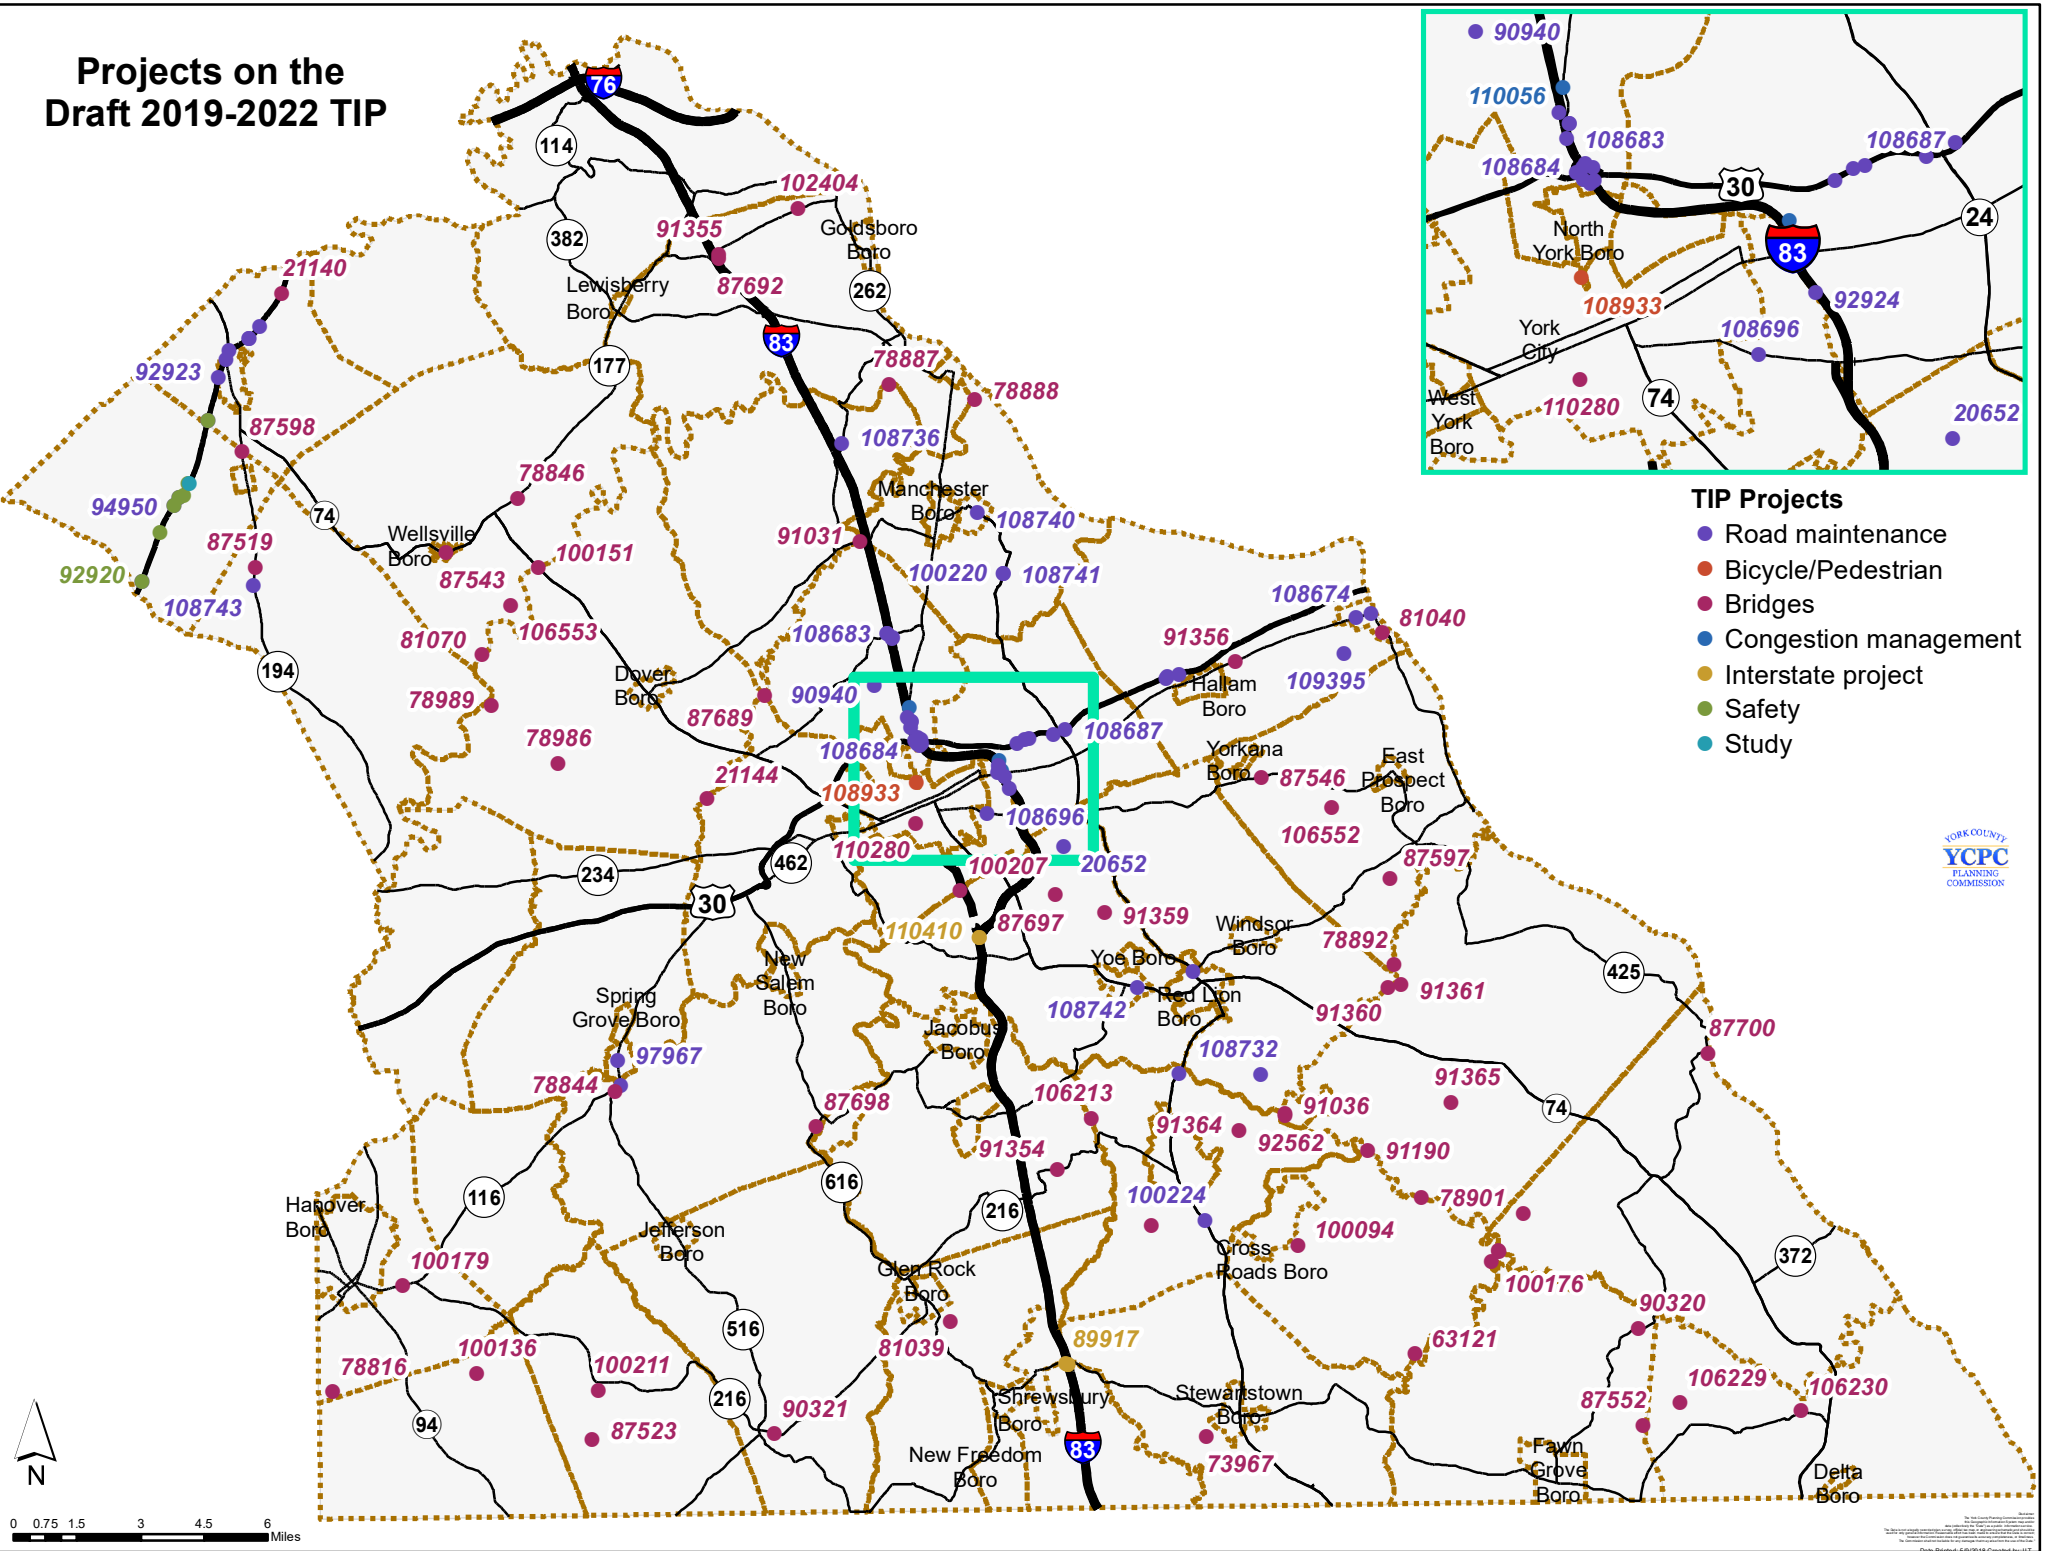 Projects on the
Draft 2019-2022 TIP
76
114
102404
91355
Goldsboro
Boro
382
21140
Lewisberry
Boro
87692
262
83
92923
177
78887
78888
87598
108736
78846
94950
74
Manchester
Boro
108740
Wellsville
Boro
87519
100151
91031
92920
87543
100220
108741
108743
108674
81070
106553
108683
91356
81040
194
Dover
Boro
90940
Hallam
Boro
109395
78989
87689
78986
108684
108687
Yorkana
Boro
East
Prospect
Boro
21144
87546
108933
108696
106552
110280
462
234
100207
20652
87597
30
110410
87697
91359
Windsor
Boro
78892
New
Salem
Boro
Yoe Boro
425
Spring
Grove Boro
108742
Red Lion
Boro
91361
91360
Jacobus
Boro
87700
97967
108732
78844
91365
87698
106213
91036
74
91364
92562
91354
91190
616
116
100224
78901
Hanover
Boro
216
Jefferson
Boro
100094
Cross
Roads Boro
372
100179
Glen Rock
Boro
100176
90320
516
89917
81039
63121
78816
100136
100211
106229
106230
216
Shrewsbury
Boro
Stewartstown
Boro
87552
90321
94
87523
83
New Freedom
Boro
73967
Fawn
Grove
Boro
Delta
Boro
N
0 0.75 1.5 3 4.5 6
Miles
90940
110056
108683
108687
108684
30
24
North
York Boro
83
108933
92924
York
City
108696
West
York
Boro
110280
74
20652
TIP Projects
Road maintenance
Bicycle/Pedestrian
Bridges
Congestion management
Interstate project
Safety
Study
YORK COUNTY
YCPC
PLANNING
COMMISSION